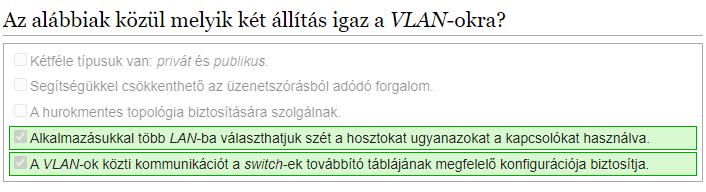 Az alábbiak közül melyik két állítás igaz a VLAN-okra?
Kétféle típusuk van: privát és publikus.
Segítségükkel csökkenthető az üzenetszórásból adódó forgalom.
A hurokmentes topológia biztosítására szolgálnak.
Alkalmazásukkal több LAN-ba választhatjuk szét a hosztokat ugyanazokat a kapcsolókat használva.
A VLAN-ok közti kommunikációt a switch-ek továbbító táblájának megfelelő konfigurációja biztosítja.